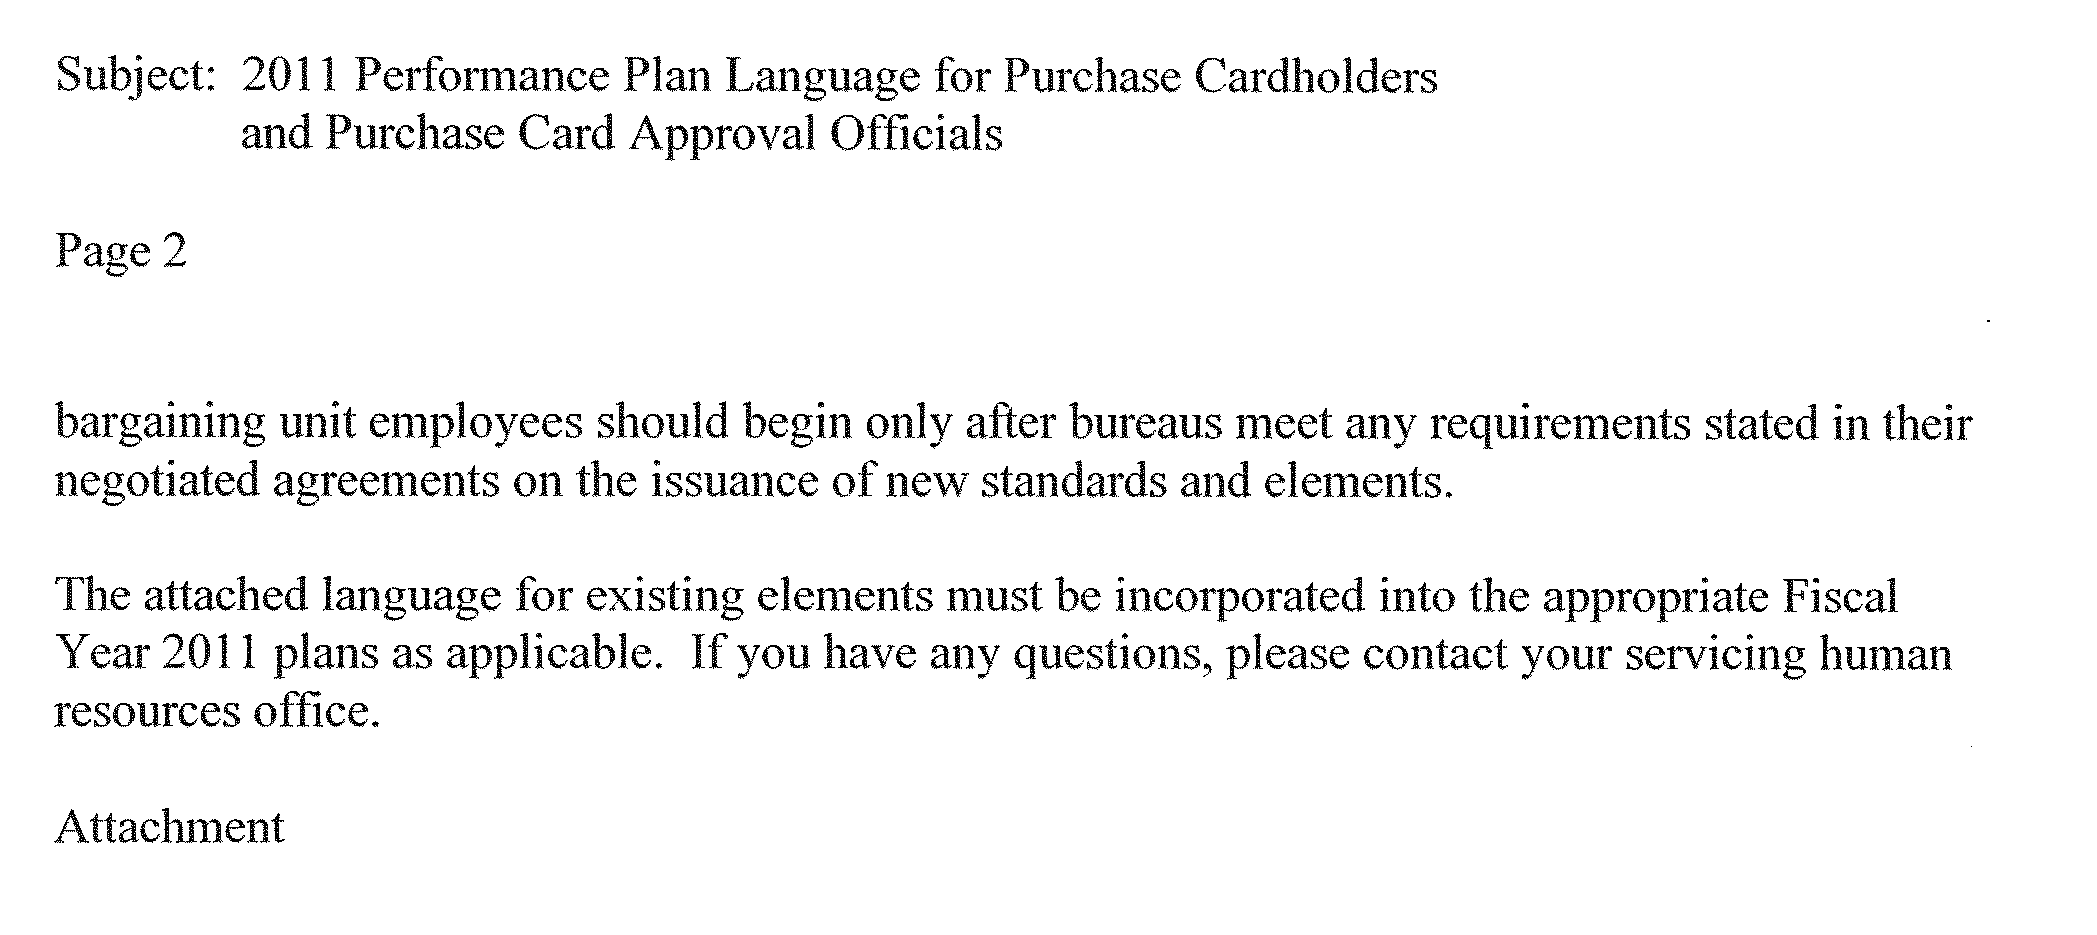 Subject: 2011 Performance Plan Language for Purchase Cardholders
and Purchase Card Approval Officials
Page 2
bargaining unit employees should begin only after bureaus meet any requirements stated in their
negotiated agreements on the issuance of new standards and elements.
The attached language for existing elements must be incorporated into the appropriate Fiscal
Year 2011 plans as applicable. If you have any questions, please contact your servicing human
resources office.
Attachment